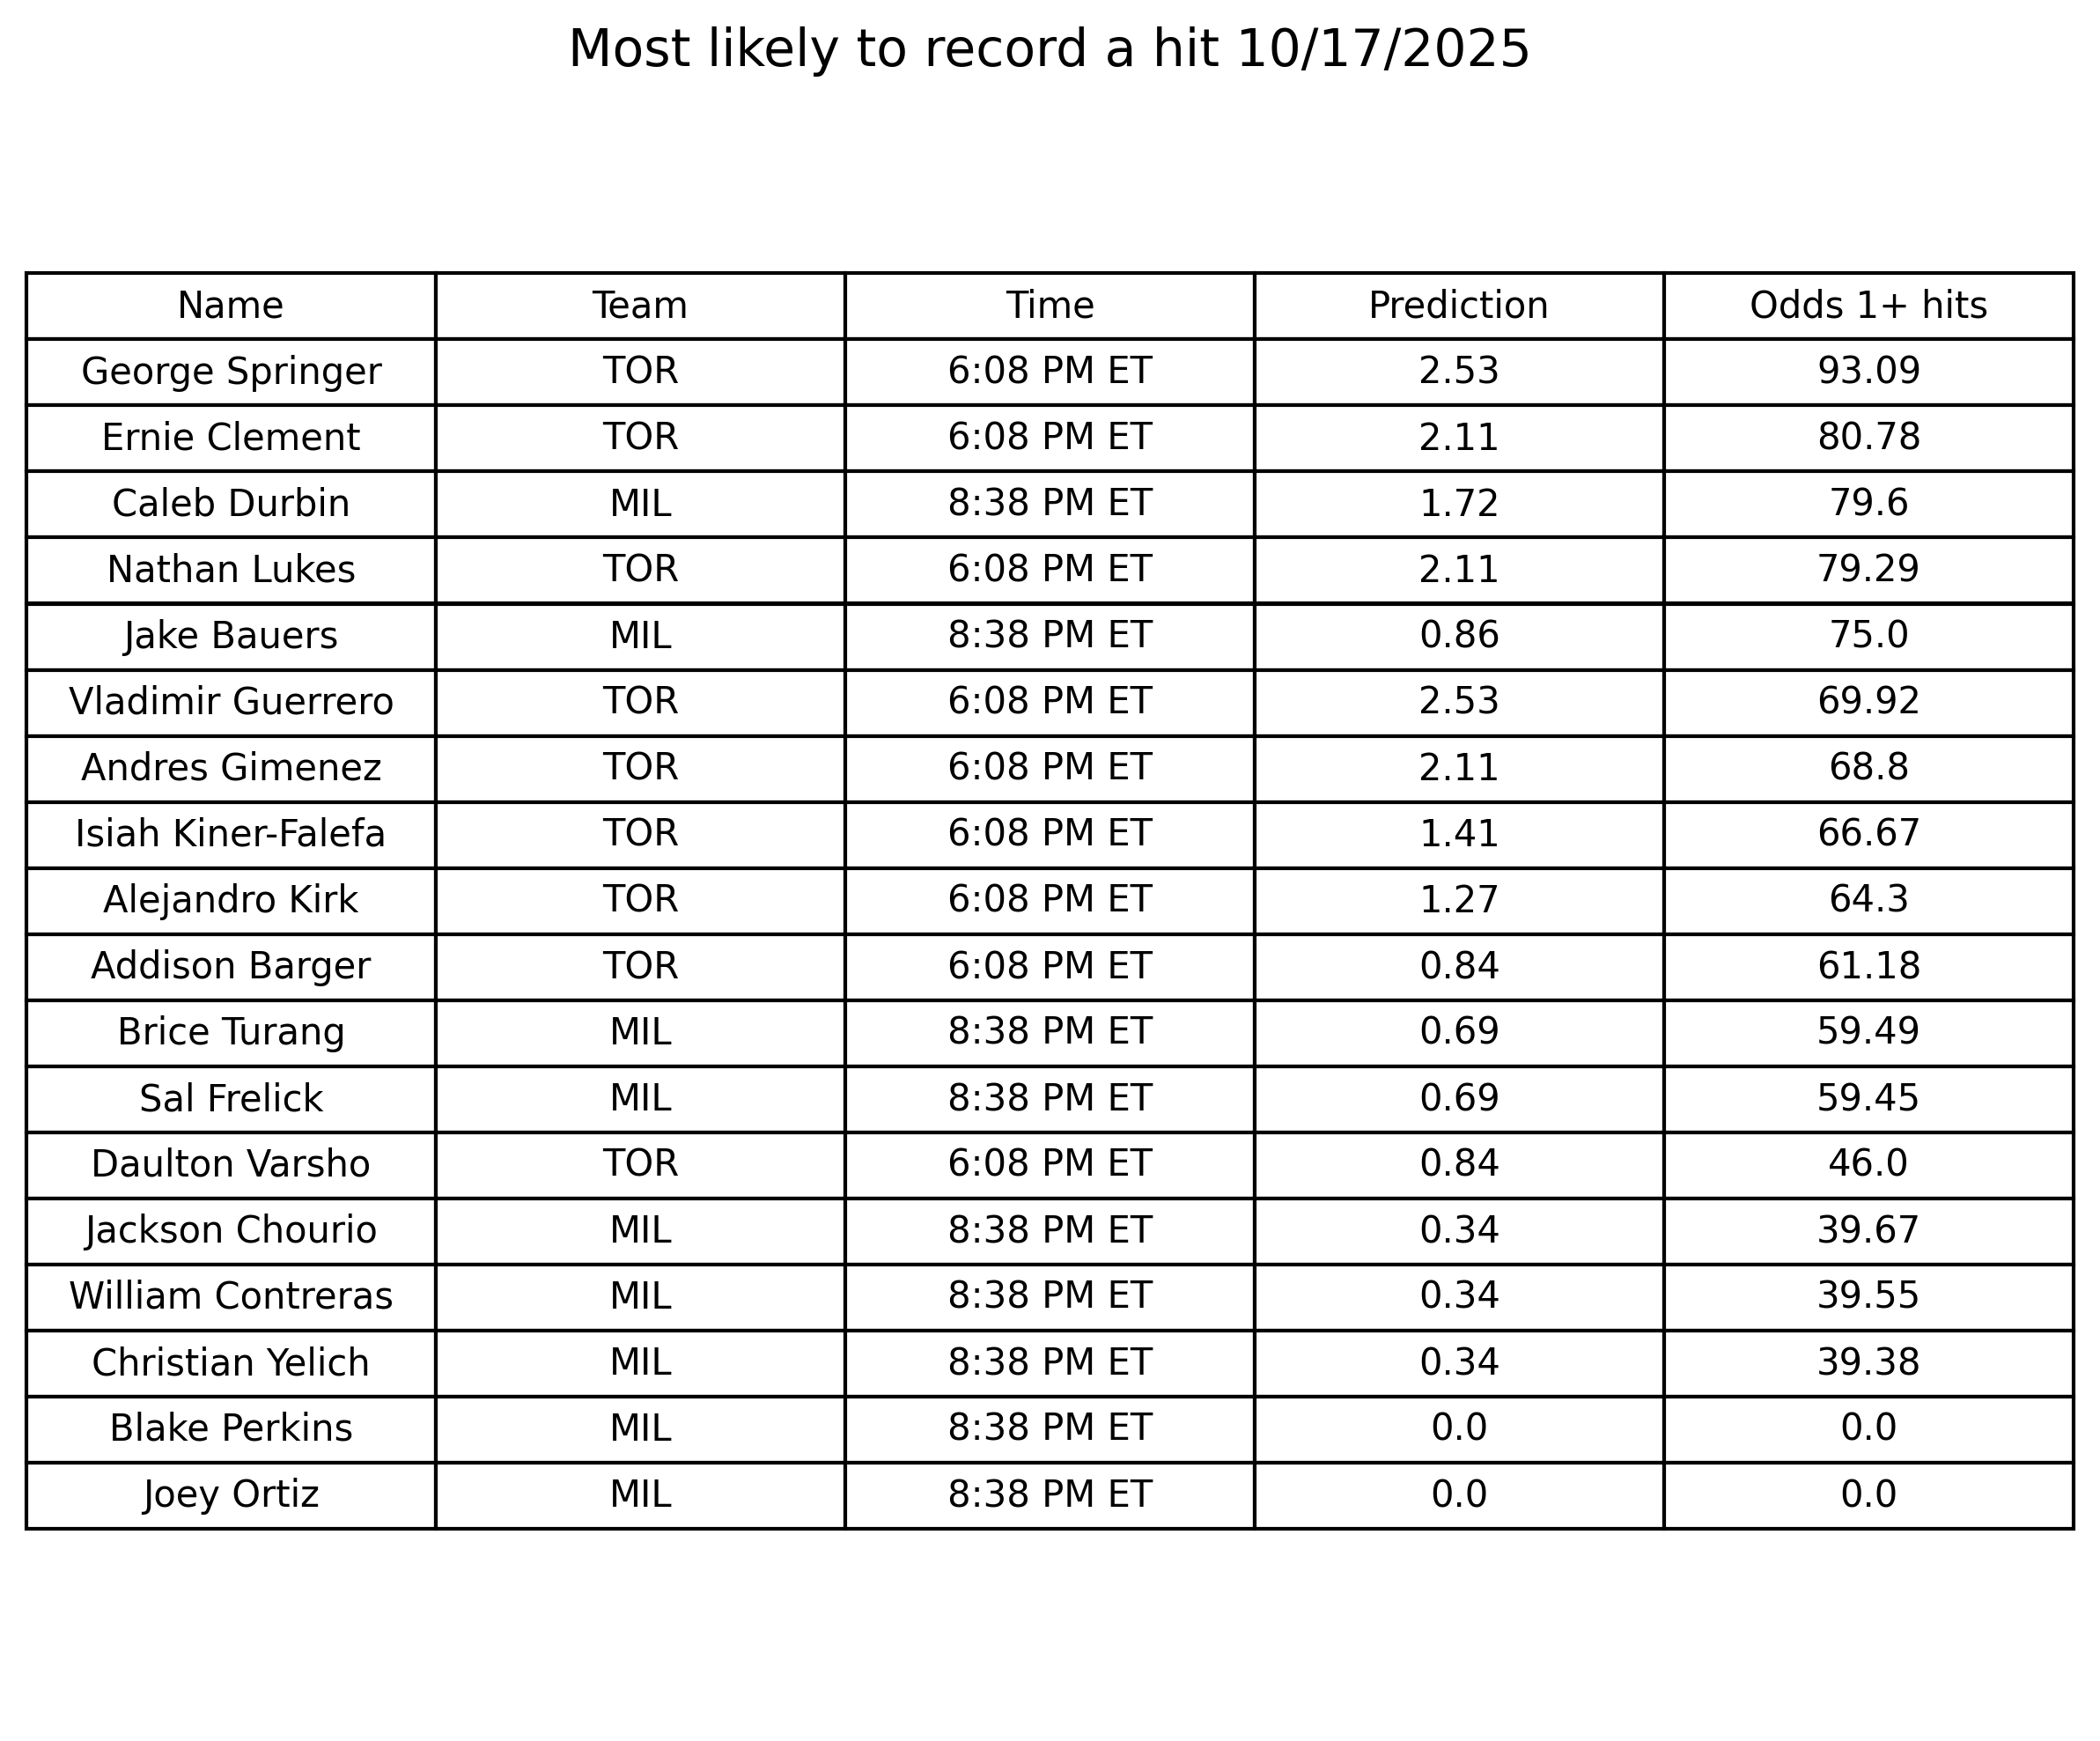 Most likely to record a hit 10/17/2025
Name Team Time Prediction Odds 1+ hits
George Springer TOR 6:08 PM ET 2.53 93.09
Ernie Clement TOR 6:08 PM ET 2.11 80.78
Caleb Durbin MIL 8:38 PM ET 1.72 79.6
Nathan Lukes TOR 6:08 PM ET 2.11 79.29
Jake Bauers MIL 8:38 PM ET 0.86 75.0
Vladimir Guerrero TOR 6:08 PM ET 2.53 69.92
Andres Gimenez TOR 6:08 PM ET 2.11 68.8
Isiah Kiner-Falefa TOR 6:08 PM ET 1.41 66.67
Alejandro Kirk TOR 6:08 PM ET 1.27 64.3
Addison Barger TOR 6:08 PM ET 0.84 61.18
Brice Turang MIL 8:38 PM ET 0.69 59.49
Sal Frelick MIL 8:38 PM ET 0.69 59.45
Daulton Varsho TOR 6:08 PM ET 0.84 46.0
Jackson Chourio MIL 8:38 PM ET 0.34 39.67
William Contreras MIL 8:38 PM ET 0.34 39.55
Christian Yelich MIL 8:38 PM ET 0.34 39.38
Blake Perkins MIL 8:38 PM ET 0.0 0.0
Joey Ortiz MIL 8:38 PM ET 0.0 0.0